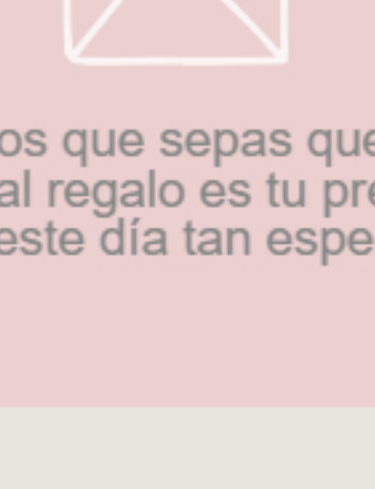 os que sepas que
al regalo es tu pre
este día tan espe